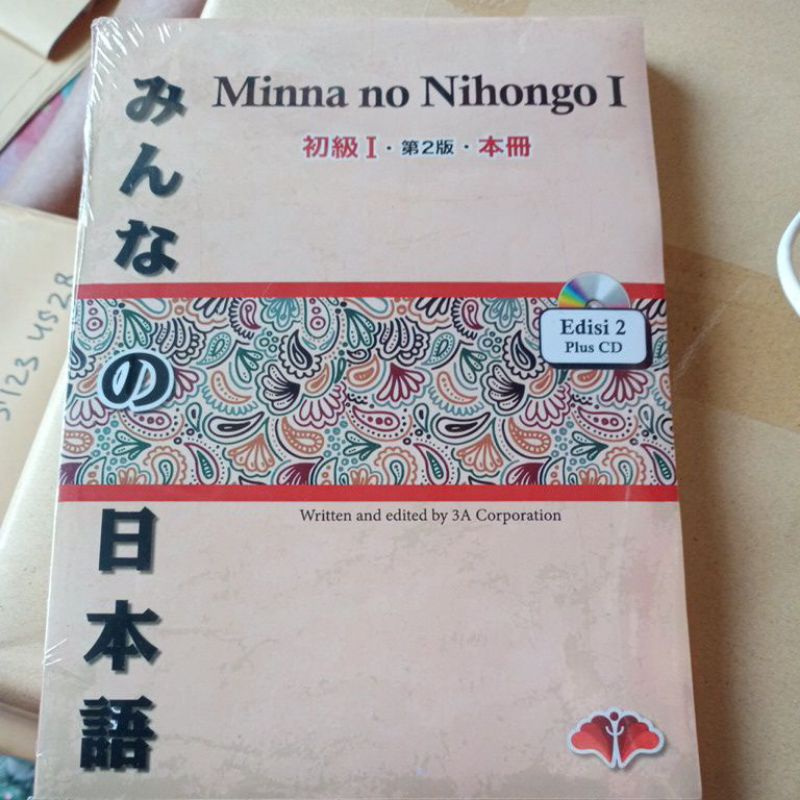 みんなの日本語
Minna no Nihongo I
初級 I・第2版・本冊
Edisi 2
Plus CD
Written and edited by 3A Corporation